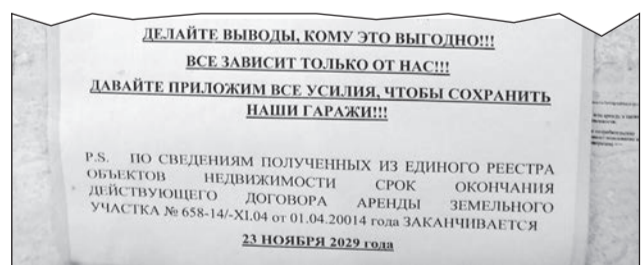 ДЕЛАЙТЕ ВЫВОДЫ, КОМУ ЭТО ВЫГОДНО!!!
ВСЕ ЗАВИСИТ ТОЛЬКО ОТ НАС!!!
ДАВАЙТЕ ПРИЛОЖИМ ВСЕ УСИЛИЯ, ЧТОБЫ СОХРАНИТЬ
НАШИ ГАРАЖИ!!!
P.S. ПО СВЕДЕНИЯМ ПОЛУЧЕННЫХ ИЗ ЕДИНОГО РЕЕСТРА
ОБЪЕКТОВ НЕДВИЖИМОСТИ СРОК ОКОНЧАНИЯ
ДЕЙСТВУЮЩЕГО ДОГОВОРА АРЕНДЫ ЗЕМЕЛЬНОГО
УЧАСТКА № 658-14/-XI.04 от 01.04.20014 года ЗАКАНЧИВАЕТСЯ
23 НОЯБРЯ 2029 года